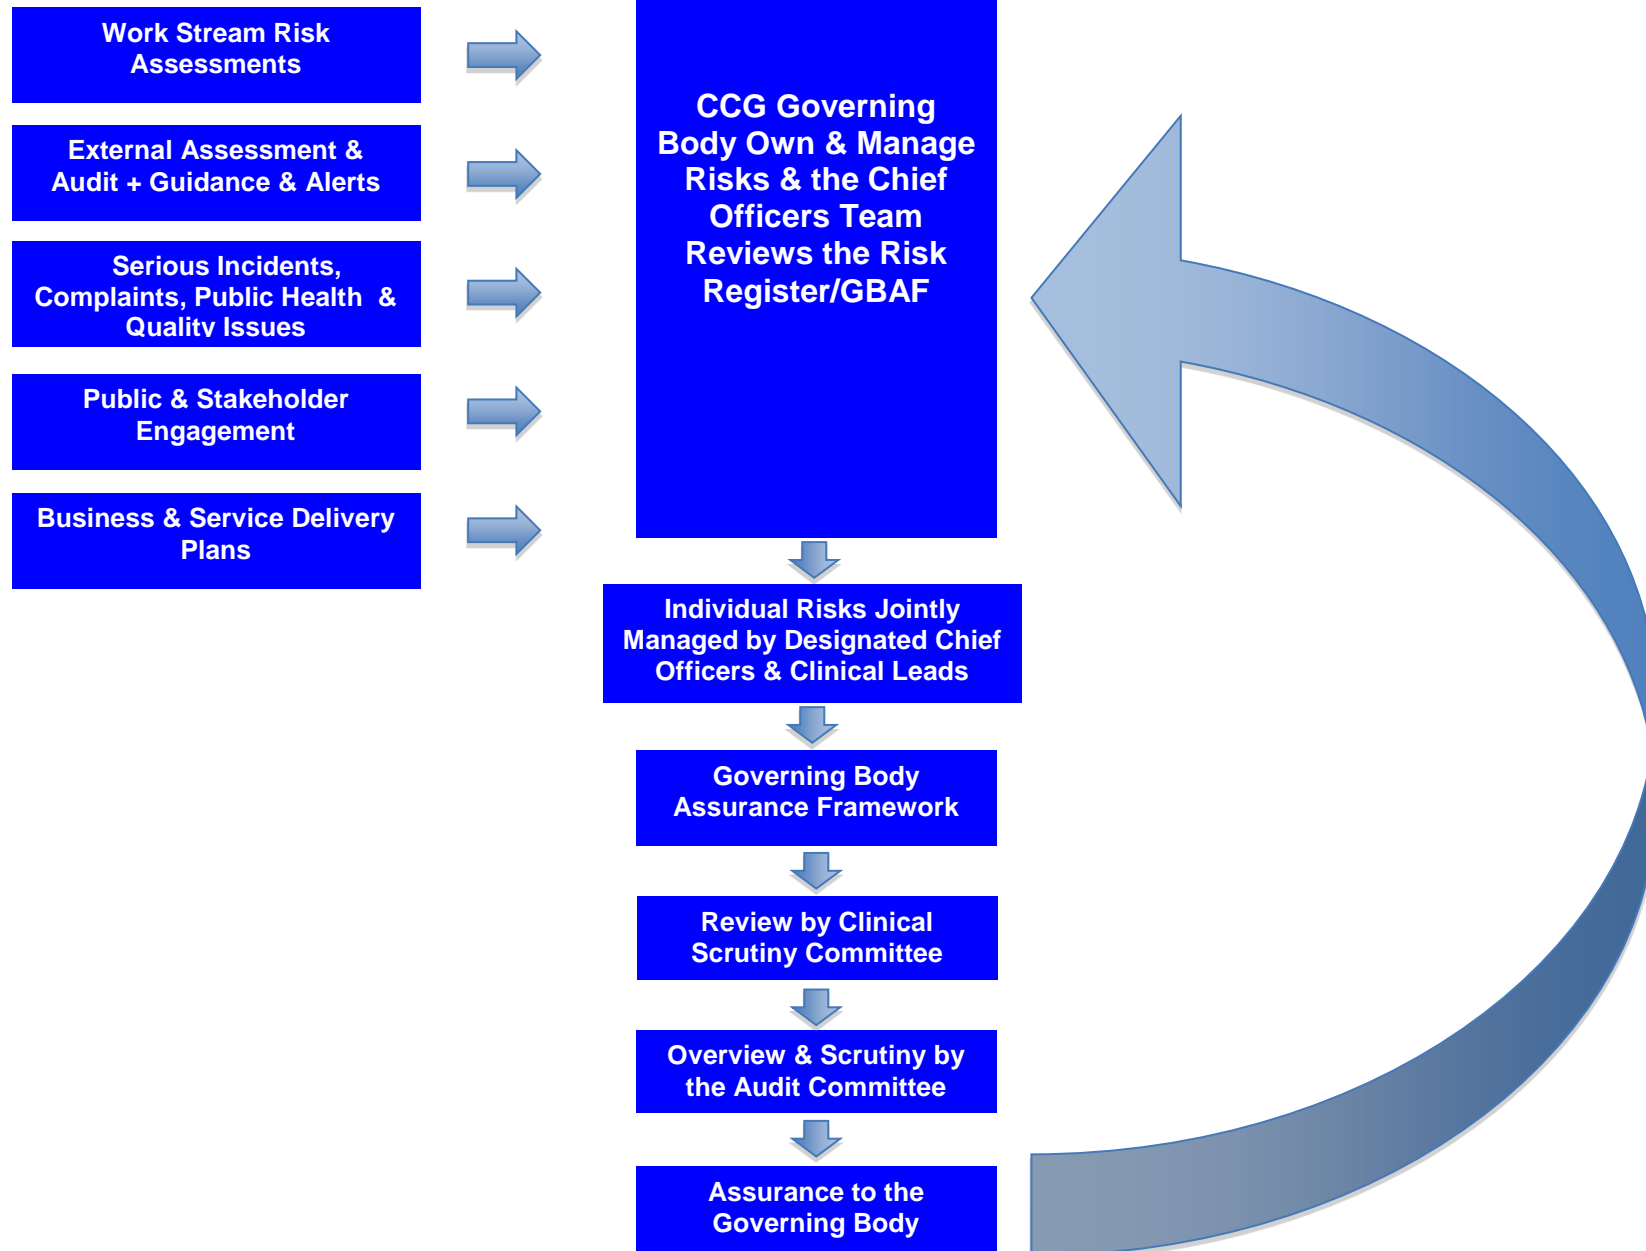 Work Stream Risk
Assessments
External Assessment &
Audit + Guidance & Alerts
Serious Incidents,
Complaints, Public Health &
Quality Issues
Public & Stakeholder
Engagement
Business & Service Delivery
Plans
CCG Governing
Body Own & Manage
Risks & the Chief
Officers Team
Reviews the Risk
Register/GBAF
Individual Risks Jointly
Managed by Designated Chief
Officers & Clinical Leads
Governing Body
Assurance Framework
Review by Clinical
Scrutiny Committee
Overview & Scrutiny by
the Audit Committee
Assurance to the
Governing Body